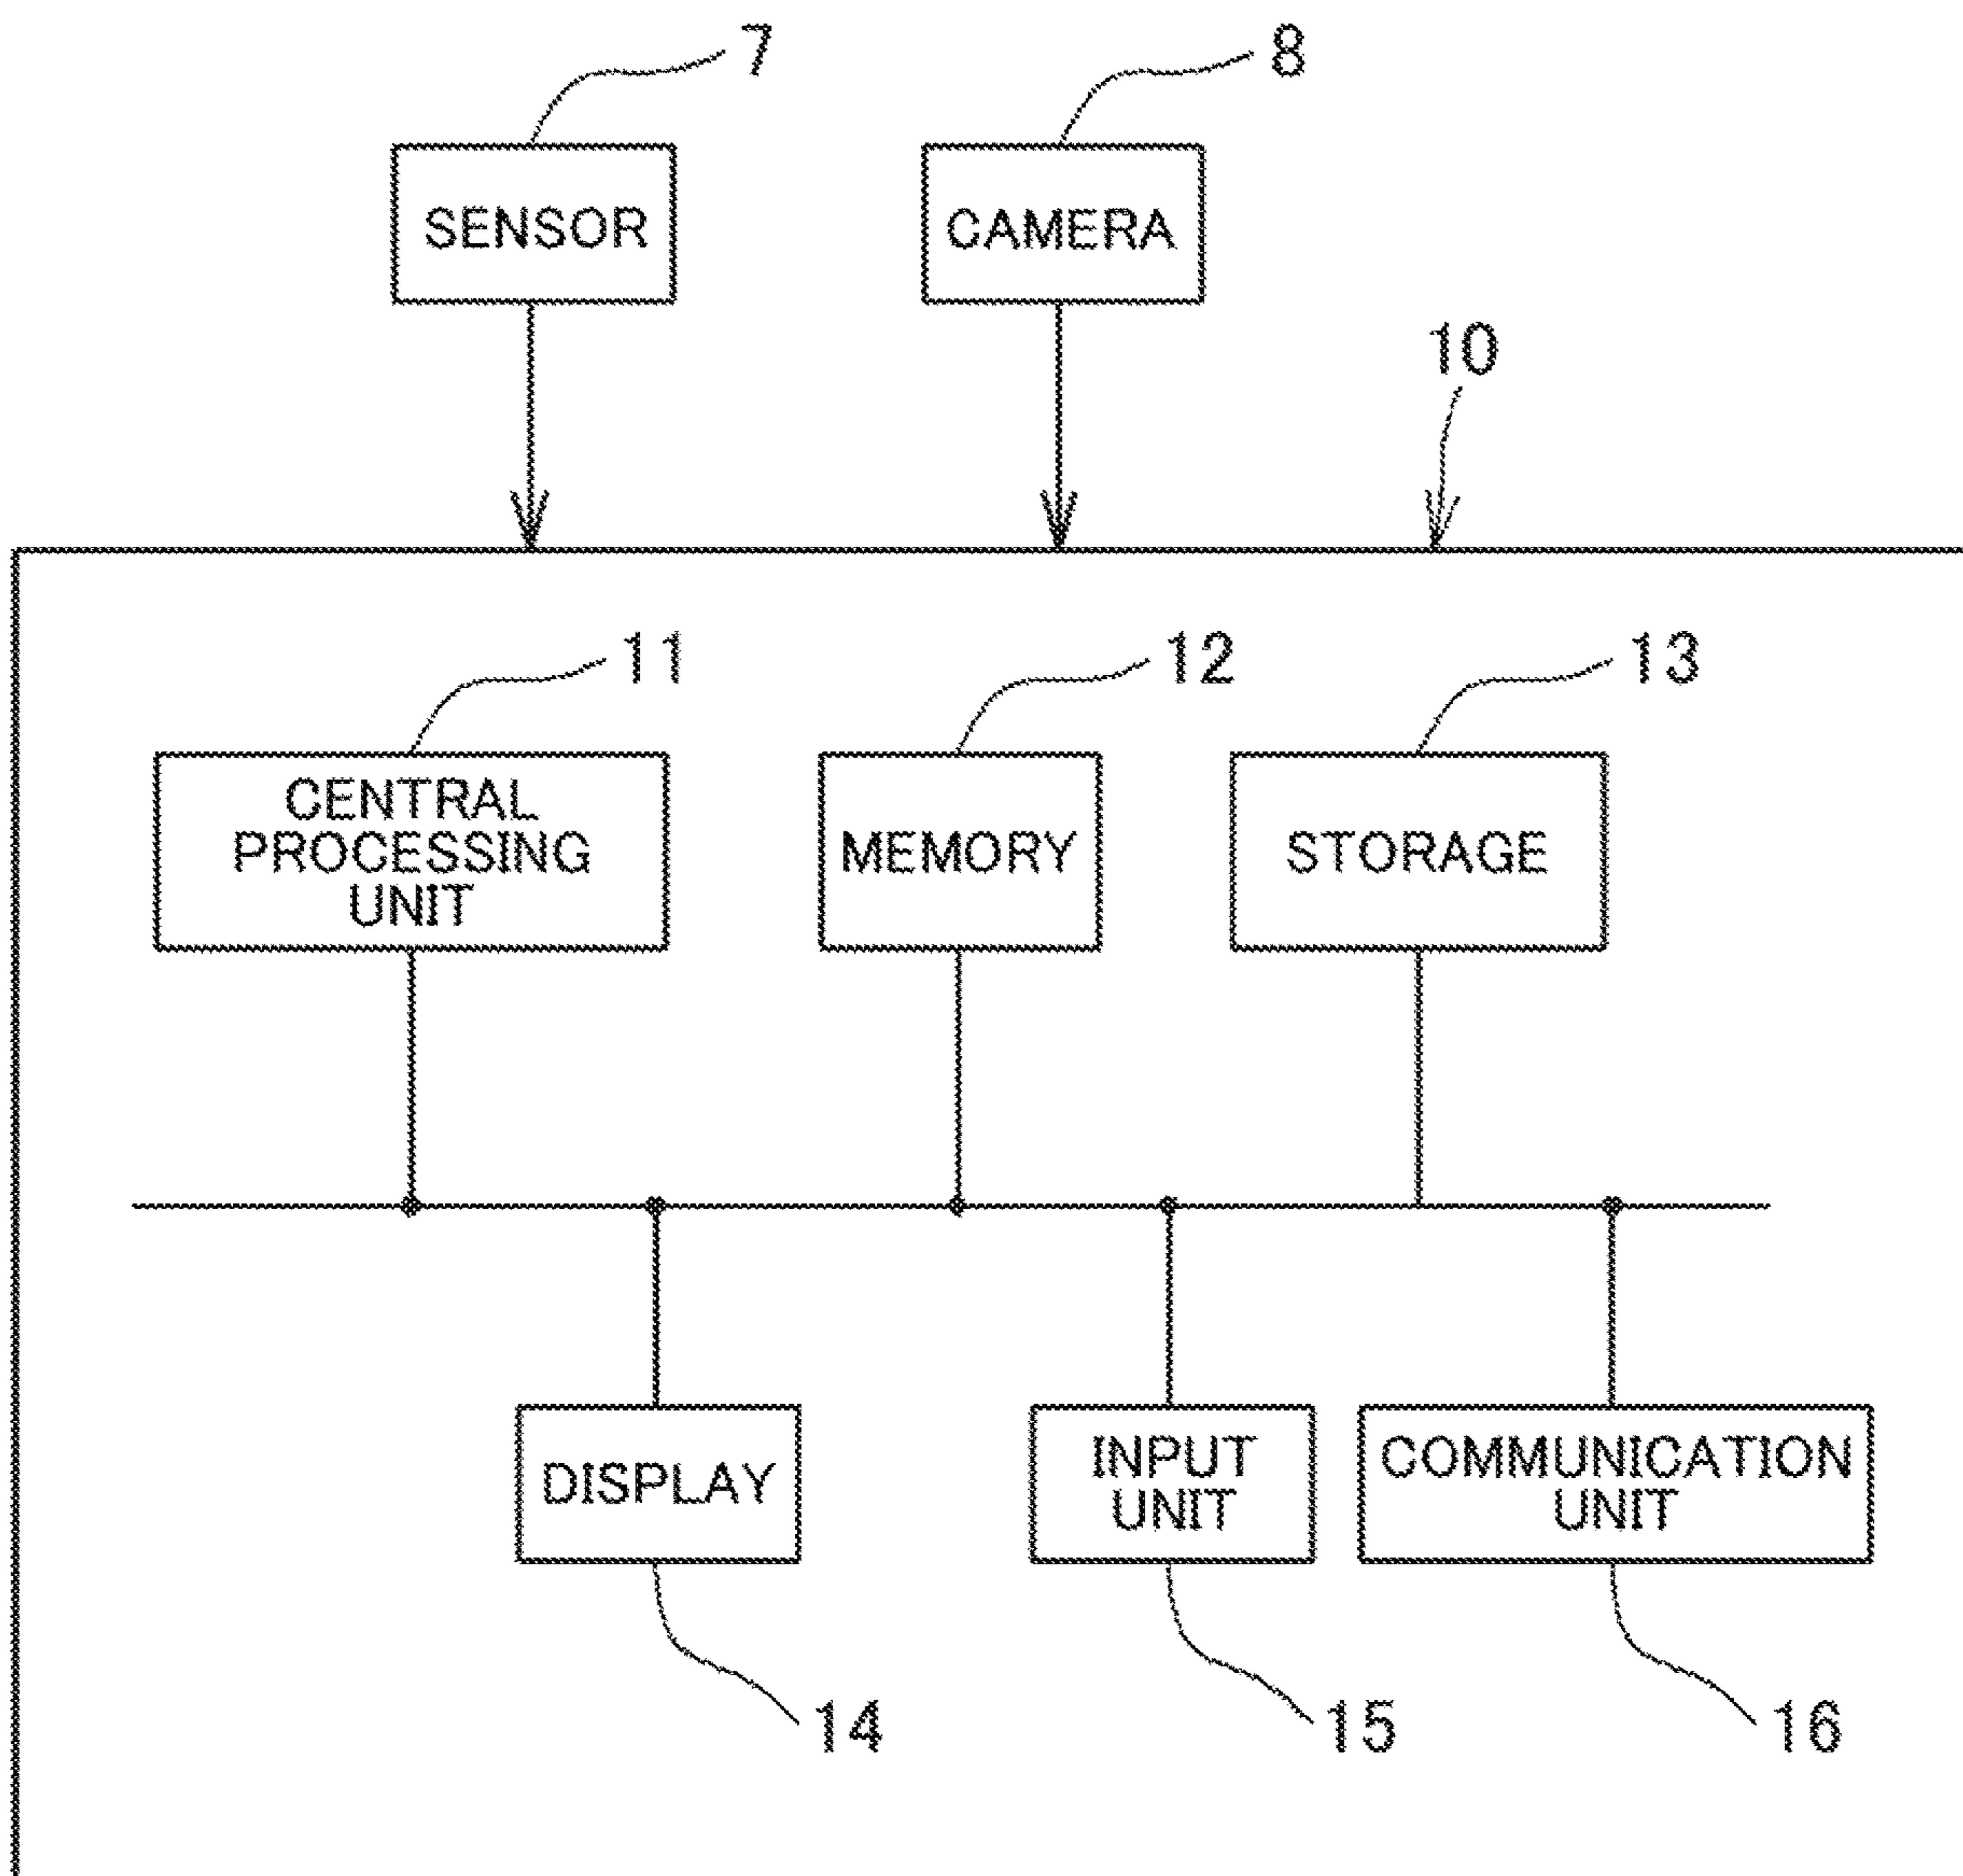 7
8
SENSOR
CAMERA
10
11
12
13
CENTRAL
PROCESSING
UNIT
MEMORY
STORAGE
DISPLAY
INPUT
UNIT
COMMUNICATION
UNIT
14
15
16